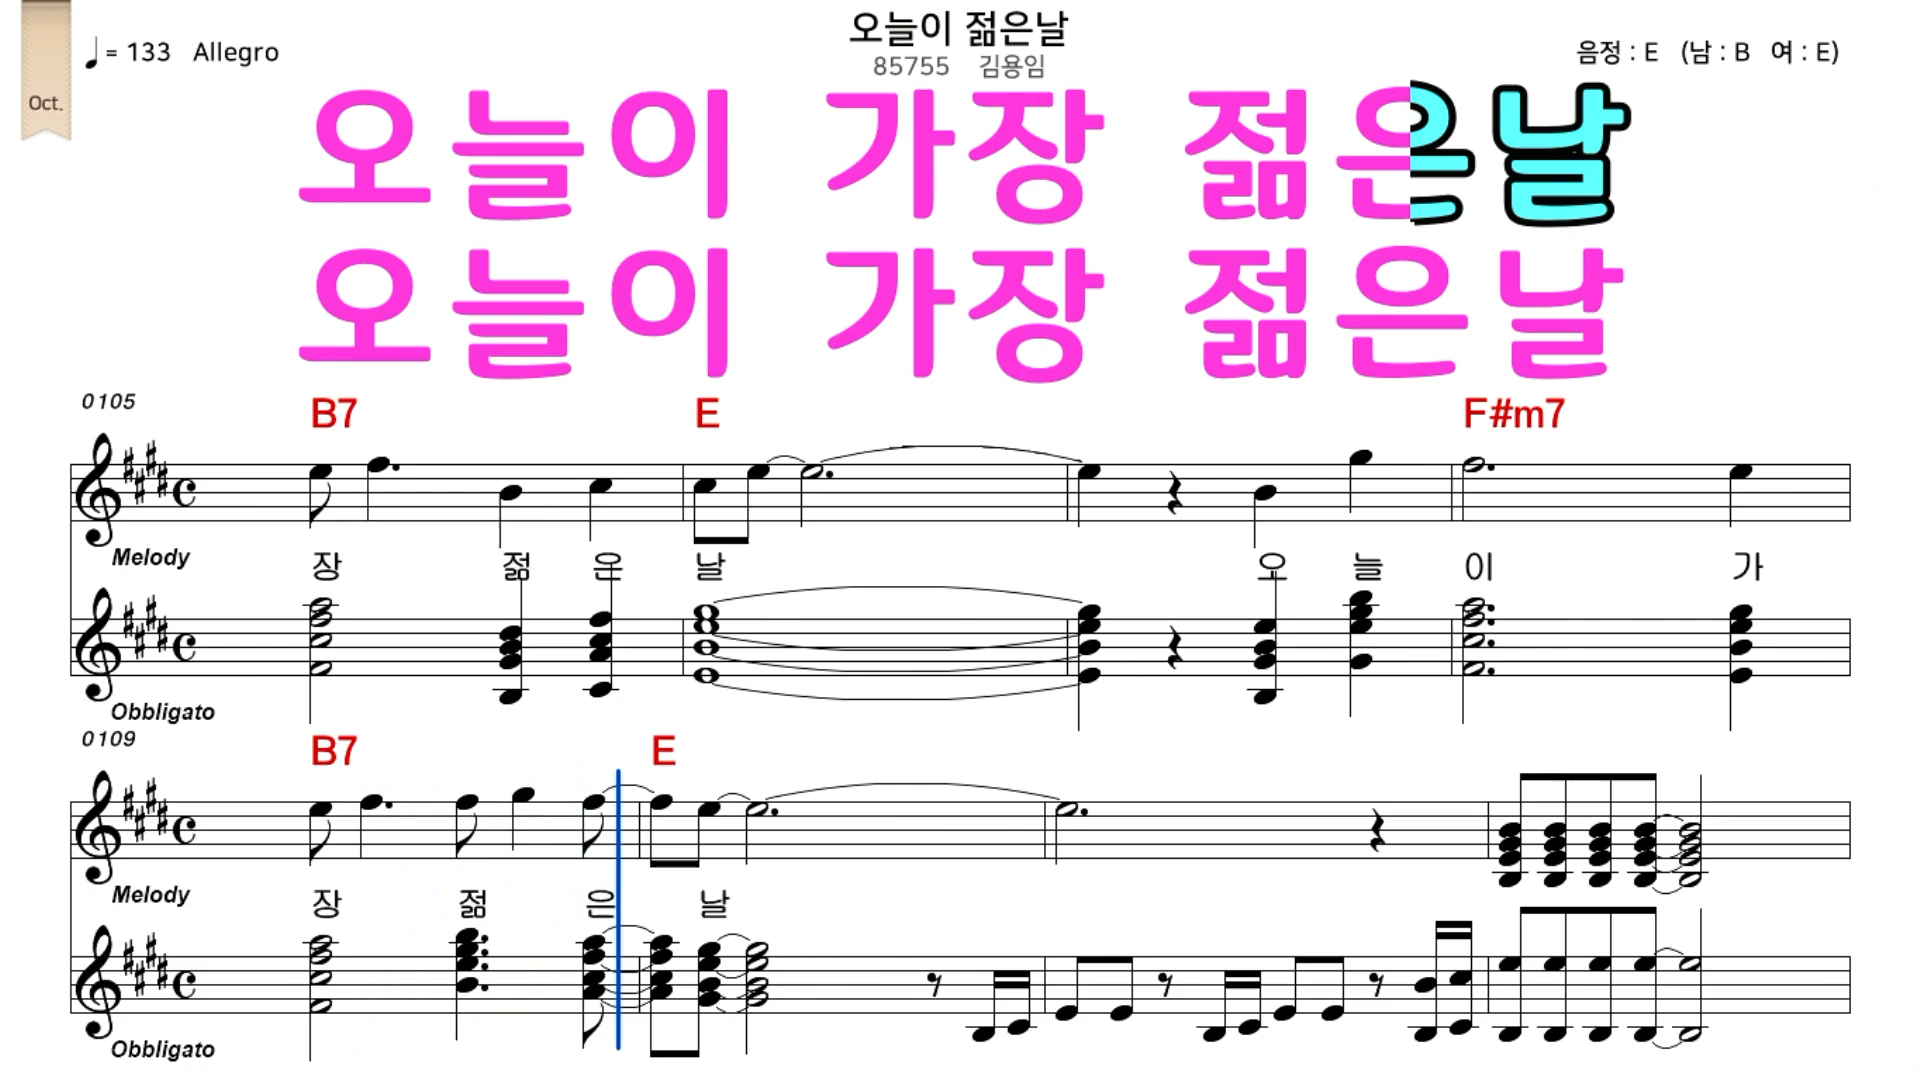 오늘이 젊은날
♩= 133 Allegro
85755 김용임
음정 : E (남 : B 여 : E)
Oct.
오늘이 가장 젊은날
오늘이 가장 젊은날
0105
B7 E F#m7
Melody
장 젊 은 날 오 늘 이 가
Obbligato
0109
B7 E
Melody
장 젊 은 날
Obbligato